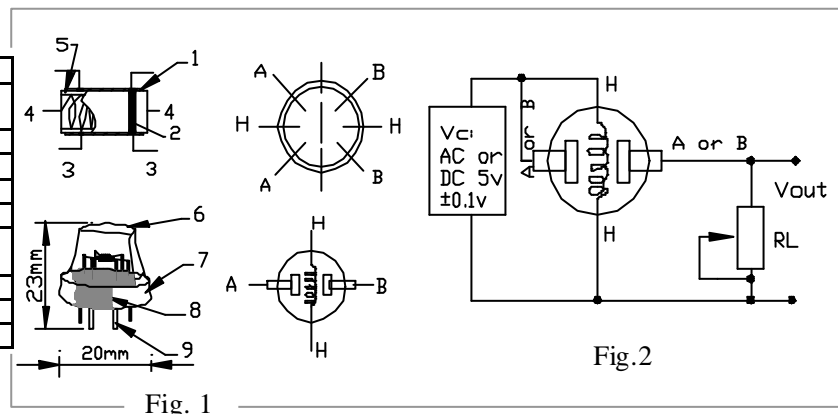 5
1
4
4
2
3
3
A
B
H
H
A
B
6
7
8
9
23mm
20mm
A
B
H
H
Fig. 1
Vc:
AC or
DC 5v
±0.1v
A or B
H
H
A or B
Vout
RL
Fig.2